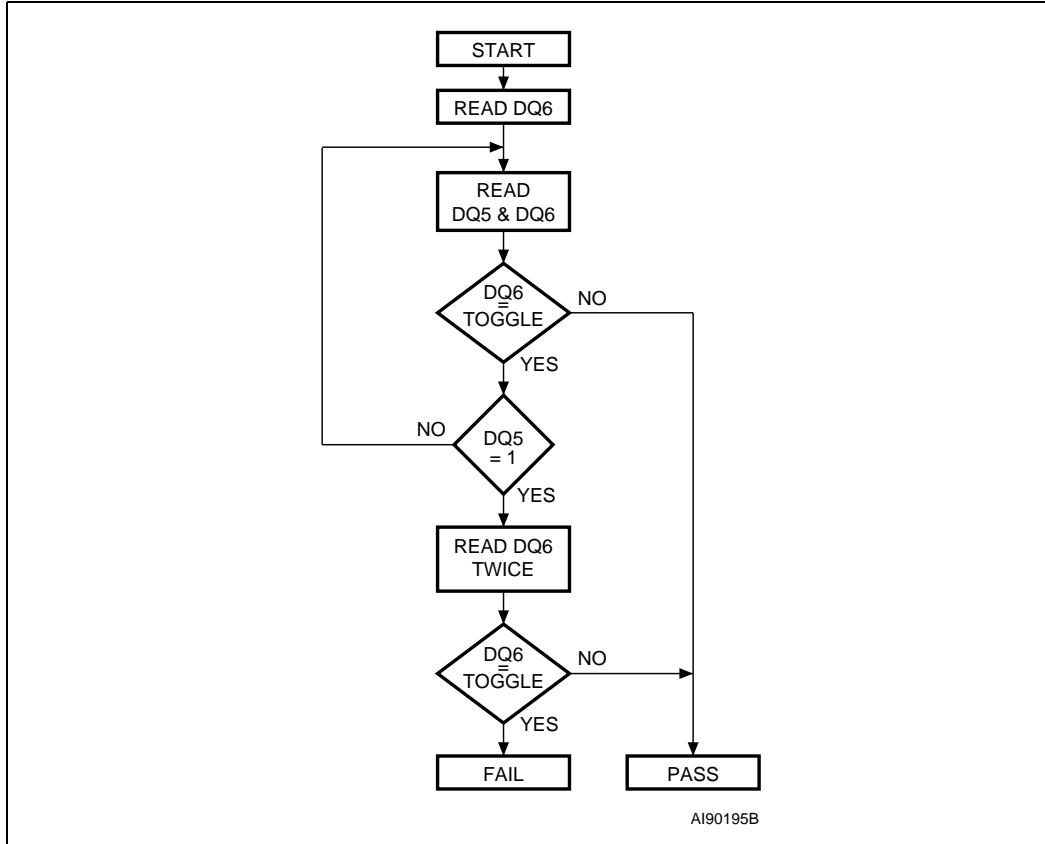 START
READ DQ6
READ
DQ5 & DQ6
DQ6
=
TOGGLE
NO
YES
NO
DQ5
= 1
YES
READ DQ6
TWICE
DQ6
=
TOGGLE
NO
YES
FAIL
PASS
AI90195B